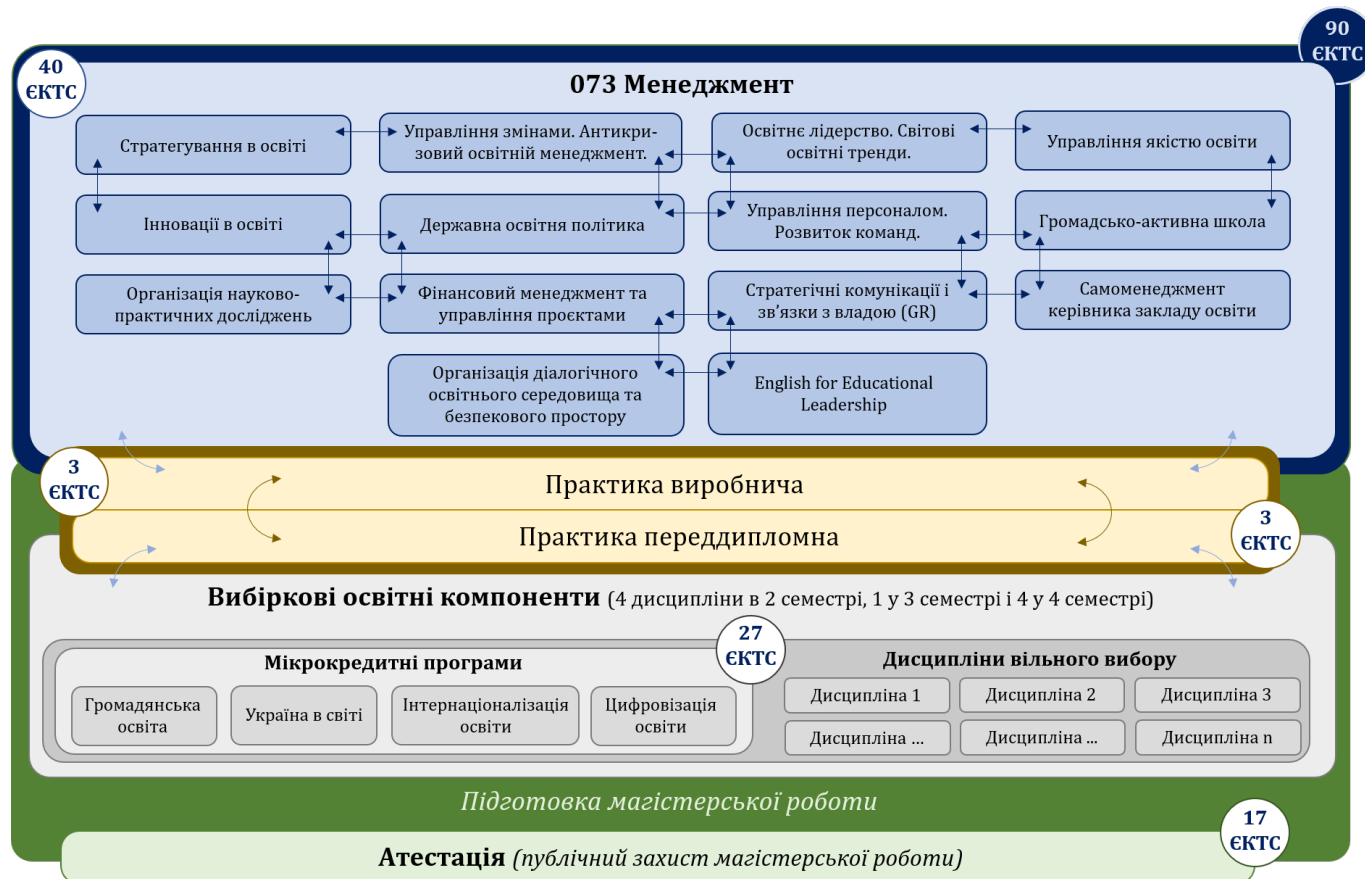 90
ЄКТС
40
ЄКТС
073 Менеджмент
Стратегування в освіті
Управління змінами. Антикри-
зовий освітній менеджмент.
Освітнє лідерство. Світові
освітні тренди.
Управління якістю освіти
Інновації в освіті
Державна освітня політика
Управління персоналом.
Розвиток команд.
Громадсько-активна школа
Організація науково-
практичних досліджень
Фінансовий менеджмент та
управління проєктами
Стратегічні комунікації і
зв’язки з владою (GR)
Самоменеджмент
керівника закладу освіти
Організація діалогічного
освітнього середовища та
безпекового простору
English for Educational
Leadership
3
ЄКТС
Практика виробнича
Практика переддипломна
3
ЄКТС
Вибіркові освітні компоненти (4 дисципліни в 2 семестрі, 1 у 3 семестрі і 4 у 4 семестрі)
27
ЄКТС
Мікрокредитні програми
Громадянська
освіта
Україна в світі
Інтернаціоналізація
освіти
Цифровізація
освіти
Дисципліни вільного вибору
Дисципліна 1
Дисципліна 2
Дисципліна 3
Дисципліна ...
Дисципліна ...
Дисципліна n
Підготовка магістерської роботи
17
ЄКТС
Атестація (публічний захист магістерської роботи)